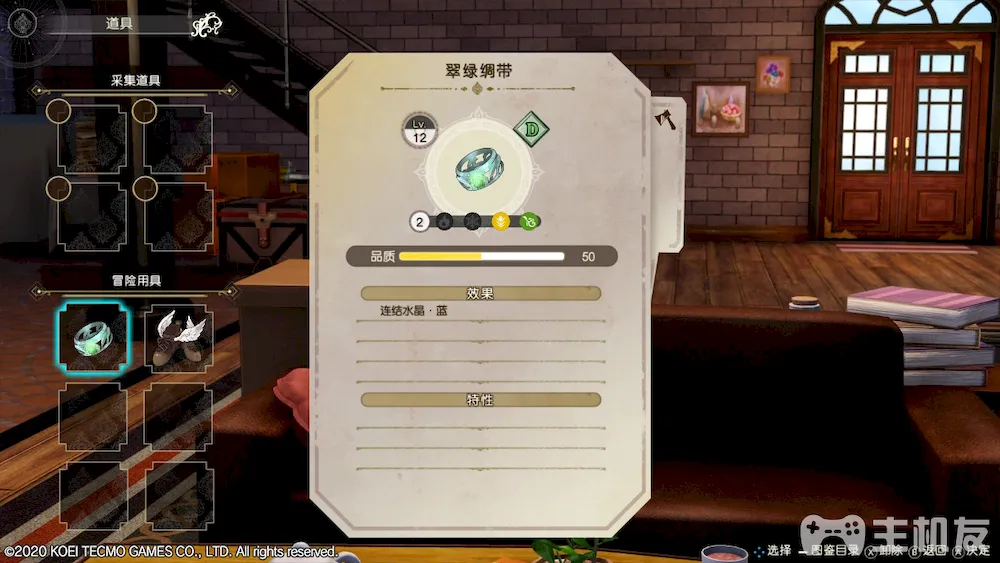 道具
采集道具
冒险用具
翠绿绸带
Lv.
12
D
2
品质
50
效果
连结水晶·蓝
特性
©2020 KOEI TECMO GAMES CO., LTD. All rights reserved.
主机友
选择 图鉴目录 X 卸除 B 返回 A 决定